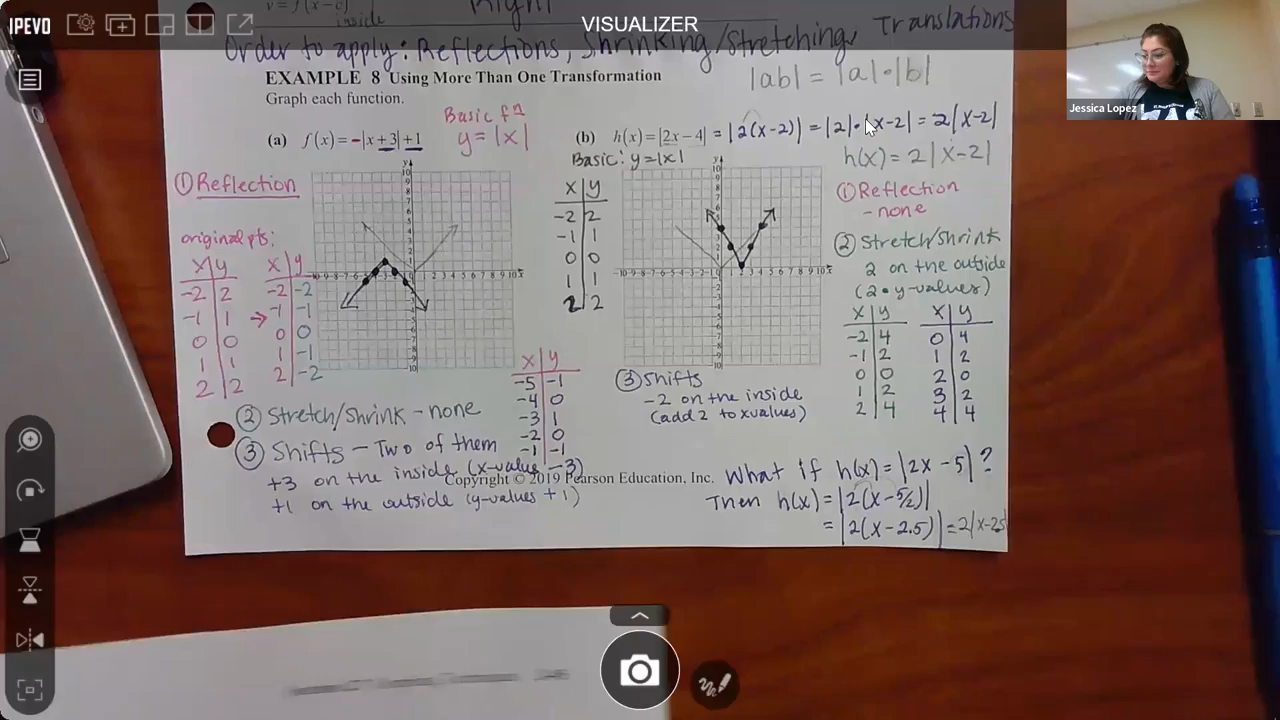 IPEVO
VISUALIZER
Jessica Lopez
inside
Right
Order to apply: Reflections, Shrinking/Stretching, Translations
EXAMPLE 8 Using More Than One Transformation
Graph each function.
|ab| = |a|·|b|
(a) f(x) = -|x + 3| + 1
Basic fn
y = |x|
(b) h(x) = |2x - 4| = |2(x-2)| = |2|·|x-2| = 2|x-2|
h(x) = 2|x-2|
Basic: y=|x|
① Reflection
original pts:
x y
-2 2
-1 1
0 0
1 1
2 2
x y
-2 -2
-1 -1
0 0
1 -1
2 -2
x y
-5 -1
-4 0
-3 1
-2 0
-1 -1
② Stretch/Shrink - none
③ Shifts - Two of them
+3 on the inside (x-value -3)
+1 on the outside (y-values +1)
x y
-2 2
-1 1
0 0
1 1
2 2
① Reflection
- none
② Stretch/shrink
2 on the outside
(2 • y-values)
x y
-2 4
-1 2
0 0
1 2
2 4
x y
0 4
1 2
2 0
3 2
4 4
③ Shifts
-2 on the inside
(add 2 to x values)
Copyright © 2019 Pearson Education, Inc.
What if h(x) = |2x - 5| ?
Then h(x) = |2(x - 5/2)|
= |2(x - 2.5)| = 2|x-2.5|